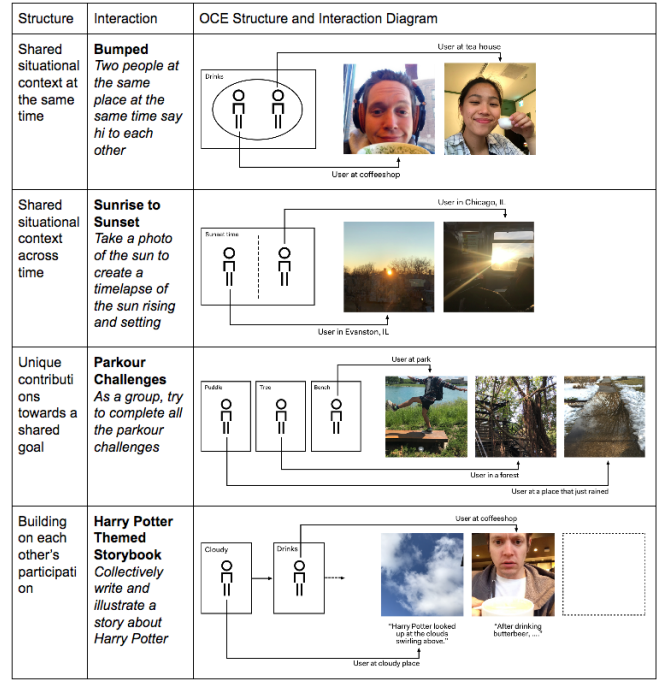 Structure
Interaction
OCE Structure and Interaction Diagram
Shared
situational
context at
the same
time
Bumped
Two people at
the same
place at the
same time say
hi to each
other
User at tea house
Drinks
User at coffeeshop
Shared
situational
context
across
time
Sunrise to
Sunset
Take a photo
of the sun to
create a
timelapse of
the sun rising
and setting
User in Chicago, IL
Sunset time
User in Evanston, IL
Unique
contributi
ons
towards a
shared
goal
Parkour
Challenges
As a group, try
to complete all
the parkour
challenges
User at park
Puddle
Tree
Bench
User in a forest
User at a place that just rained
Building
on each
other's
participati
on
Harry Potter
Themed
Storybook
Collectively
write and
illustrate a
story about
Harry Potter
User at coffeeshop
Cloudy
Drinks
"Harry Potter looked
up at the clouds
swirling above."
"After drinking
butterbeer, ....
User at cloudy place